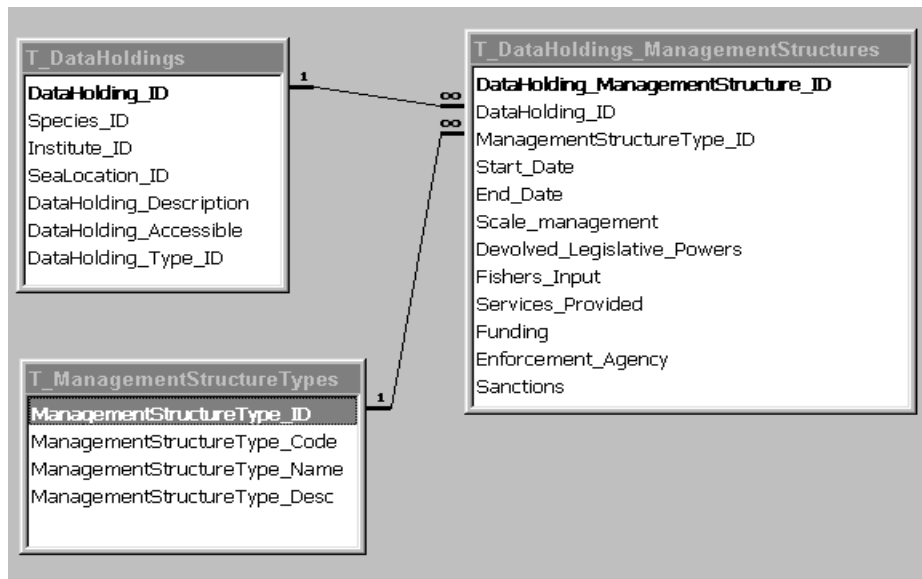 T_DataHoldings
DataHolding_ID
Species_ID
Institute_ID
SeaLocation_ID
DataHolding_Description
DataHolding_Accessible
DataHolding_Type_ID
1
∞
∞
T_DataHoldings_ManagementStructures
DataHolding_ManagementStructure_ID
DataHolding_ID
ManagementStructureType_ID
Start_Date
End_Date
Scale_management
Devolved_Legislative_Powers
Fishers_Input
Services_Provided
Funding
Enforcement_Agency
Sanctions
T_ManagementStructureTypes
ManagementStructureType_ID
ManagementStructureType_Code
ManagementStructureType_Name
ManagementStructureType_Desc
1